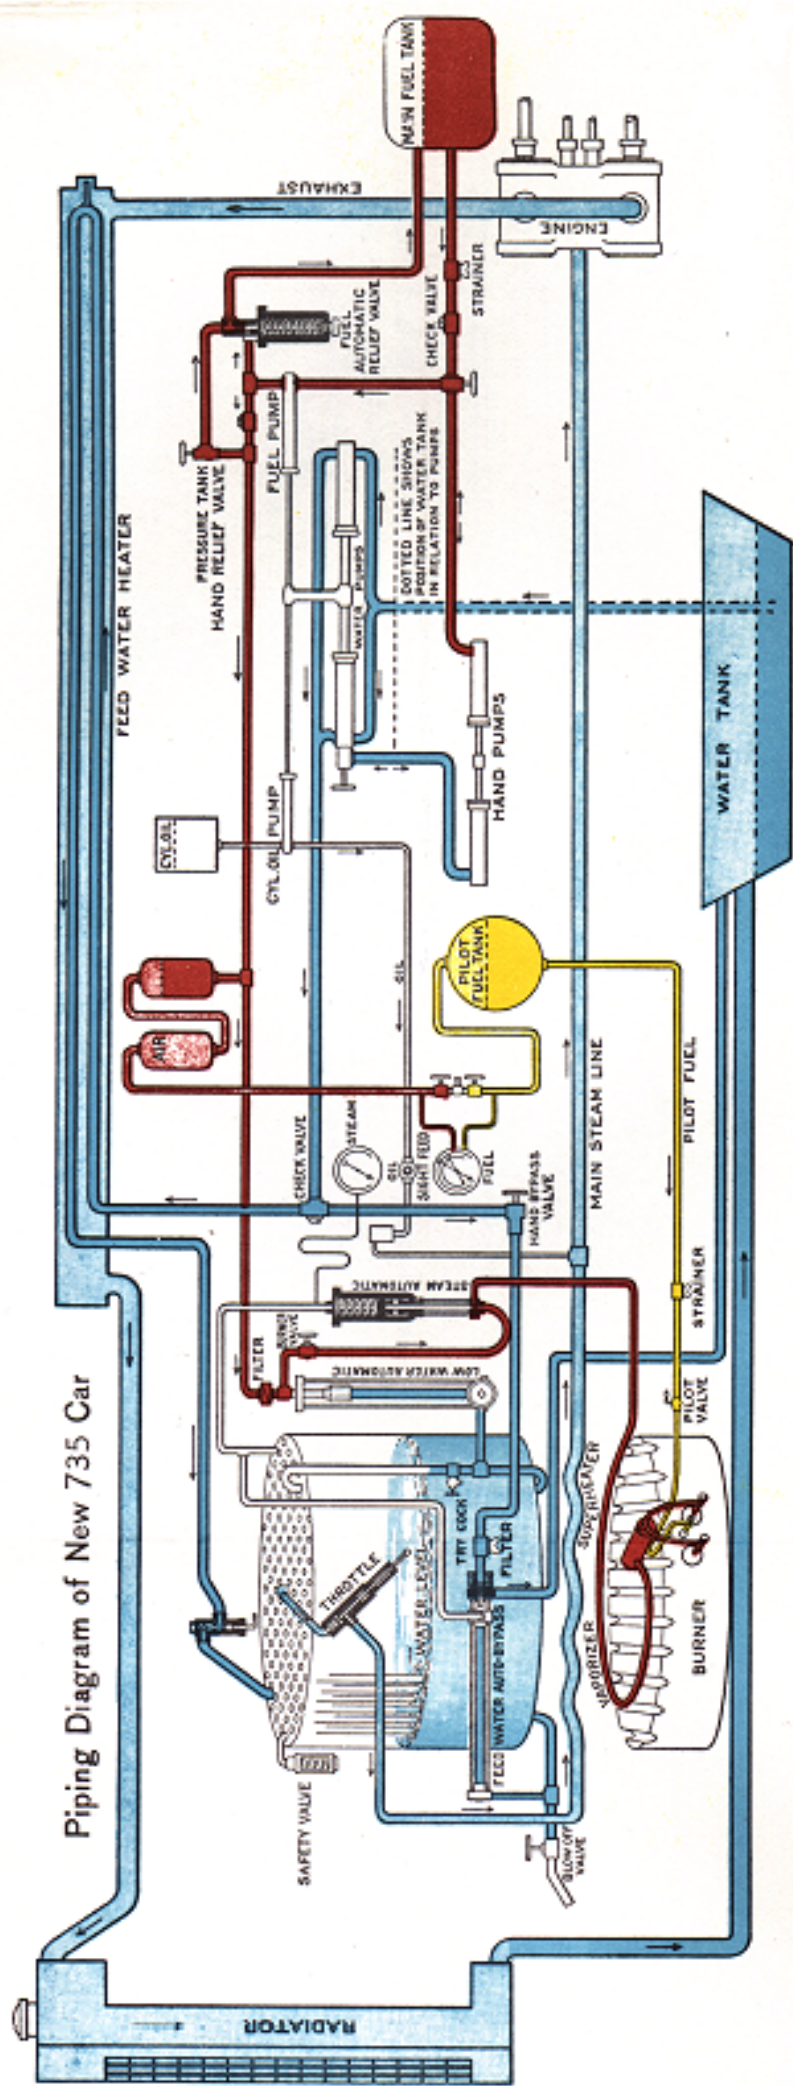 Piping Diagram of New 735 Car
RADIATOR
FEED WATER HEATER
EXHAUST
MAIN FUEL TANK
ENGINE
STRAINER
CHECK VALVE
FUEL
AUTOMATIC
RELIEF VALVE
PRESSURE TANK
HAND RELIEF VALVE
FUEL PUMP
WATER PUMPS
DOTTED LINE SHOWS
POSITION OF WATER TANK
IN RELATION TO PUMPS
HAND PUMPS
WATER TANK
CYL.OIL
CYL.OIL PUMP
OIL
AIR
PILOT
FUEL TANK
PILOT FUEL
MAIN STEAM LINE
CHECK VALVE
STEAM
OIL
SIGHT FEED
FUEL
HAND BYPASS
VALVE
STEAM AUTOMATIC
FILTER
BURNER
VALVE
LOW WATER AUTOMATIC
STRAINER
PILOT
VALVE
SUPERHEATER
VAPORIZER
BURNER
TRY COCK
FILTER
THROTTLE
WATER LEVEL
FEED WATER AUTO-BYPASS
SAFETY VALVE
BLOW OFF
VALVE